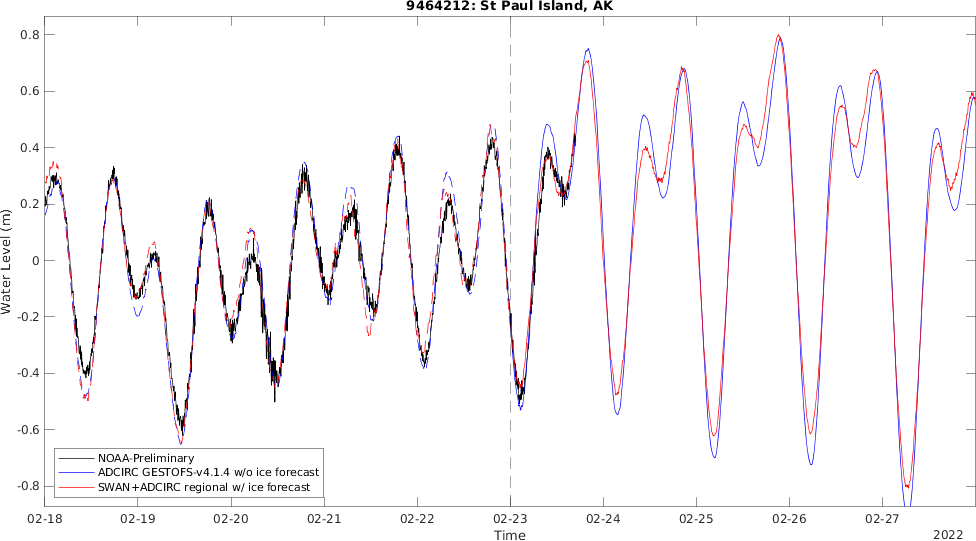 9464212: St Paul Island, AK
0.8
0.6
0.4
0.2
0
-0.2
-0.4
-0.6
-0.8
Water Level (m)
NOAA-Preliminary
ADCIRC GESTOFS-v4.1.4 w/o ice forecast
SWAN+ADCIRC regional w/ ice forecast
02-18 02-19 02-20 02-21 02-22 02-23 02-24 02-25 02-26 02-27
Time
2022